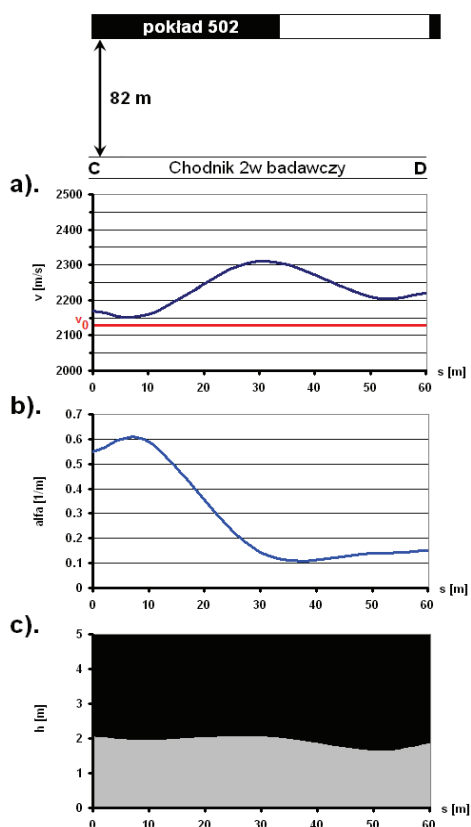 pokład 502
82 m
C Chodnik 2w badawczy D
a).
2500
2400
2300
2200
2100
2000
v [m/s]
v0
0 10 20 30 40 50 60
s [m]
b).
0.7
0.6
0.5
0.4
0.3
0.2
0.1
0
alfa [1/m]
0 10 20 30 40 50 60
s [m]
c).
5
4
3
2
1
0
h [m]
0 10 20 30 40 50 60
s [m]